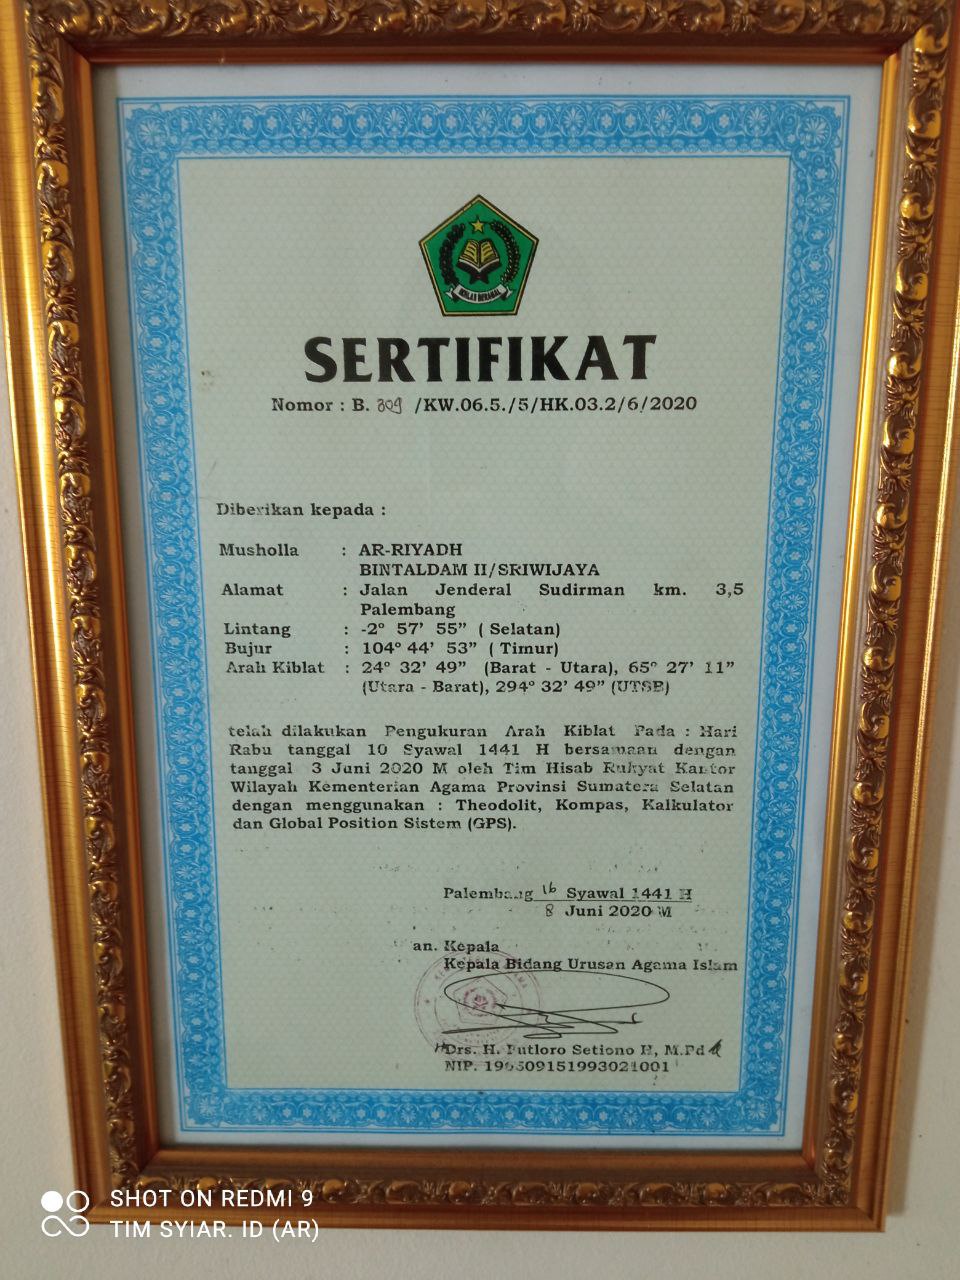 IKHLAS BERAMAL
SERTIFIKAT
Nomor : B. 309 /KW.06.5./5/HK.03.2/6/2020
Diberikan kepada :
Musholla : AR-RIYADH
BINTALDAM II/SRIWIJAYA
Alamat : Jalan Jenderal Sudirman km. 3,5
Palembang
Lintang : -2° 57' 55" ( Selatan)
Bujur : 104° 44' 53" ( Timur)
Arah Kiblat : 24° 32' 49" (Barat - Utara), 65° 27' 11"
(Utara - Barat), 294° 32' 49" (UTSB)
telah dilakukan Pengukuran Arah Kiblat Pada : Hari
Rabu tanggal 10 Syawal 1441 H bersamaan dengan
tanggal 3 Juni 2020 M oleh Tim Hisab Rukyat Kantor
Wilayah Kementerian Agama Provinsi Sumatera Selatan
dengan menggunakan : Theodolit, Kompas, Kalkulator
dan Global Position Sistem (GPS).
Palembang 16 Syawal 1441 H
8 Juni 2020 M
an. Kepala
Kepala Bidang Urusan Agama Islam
Drs. H. Setiono H, M.Pd
NIP.
SHOT ON REDMI 9
TIM SYIAR. ID (AR)